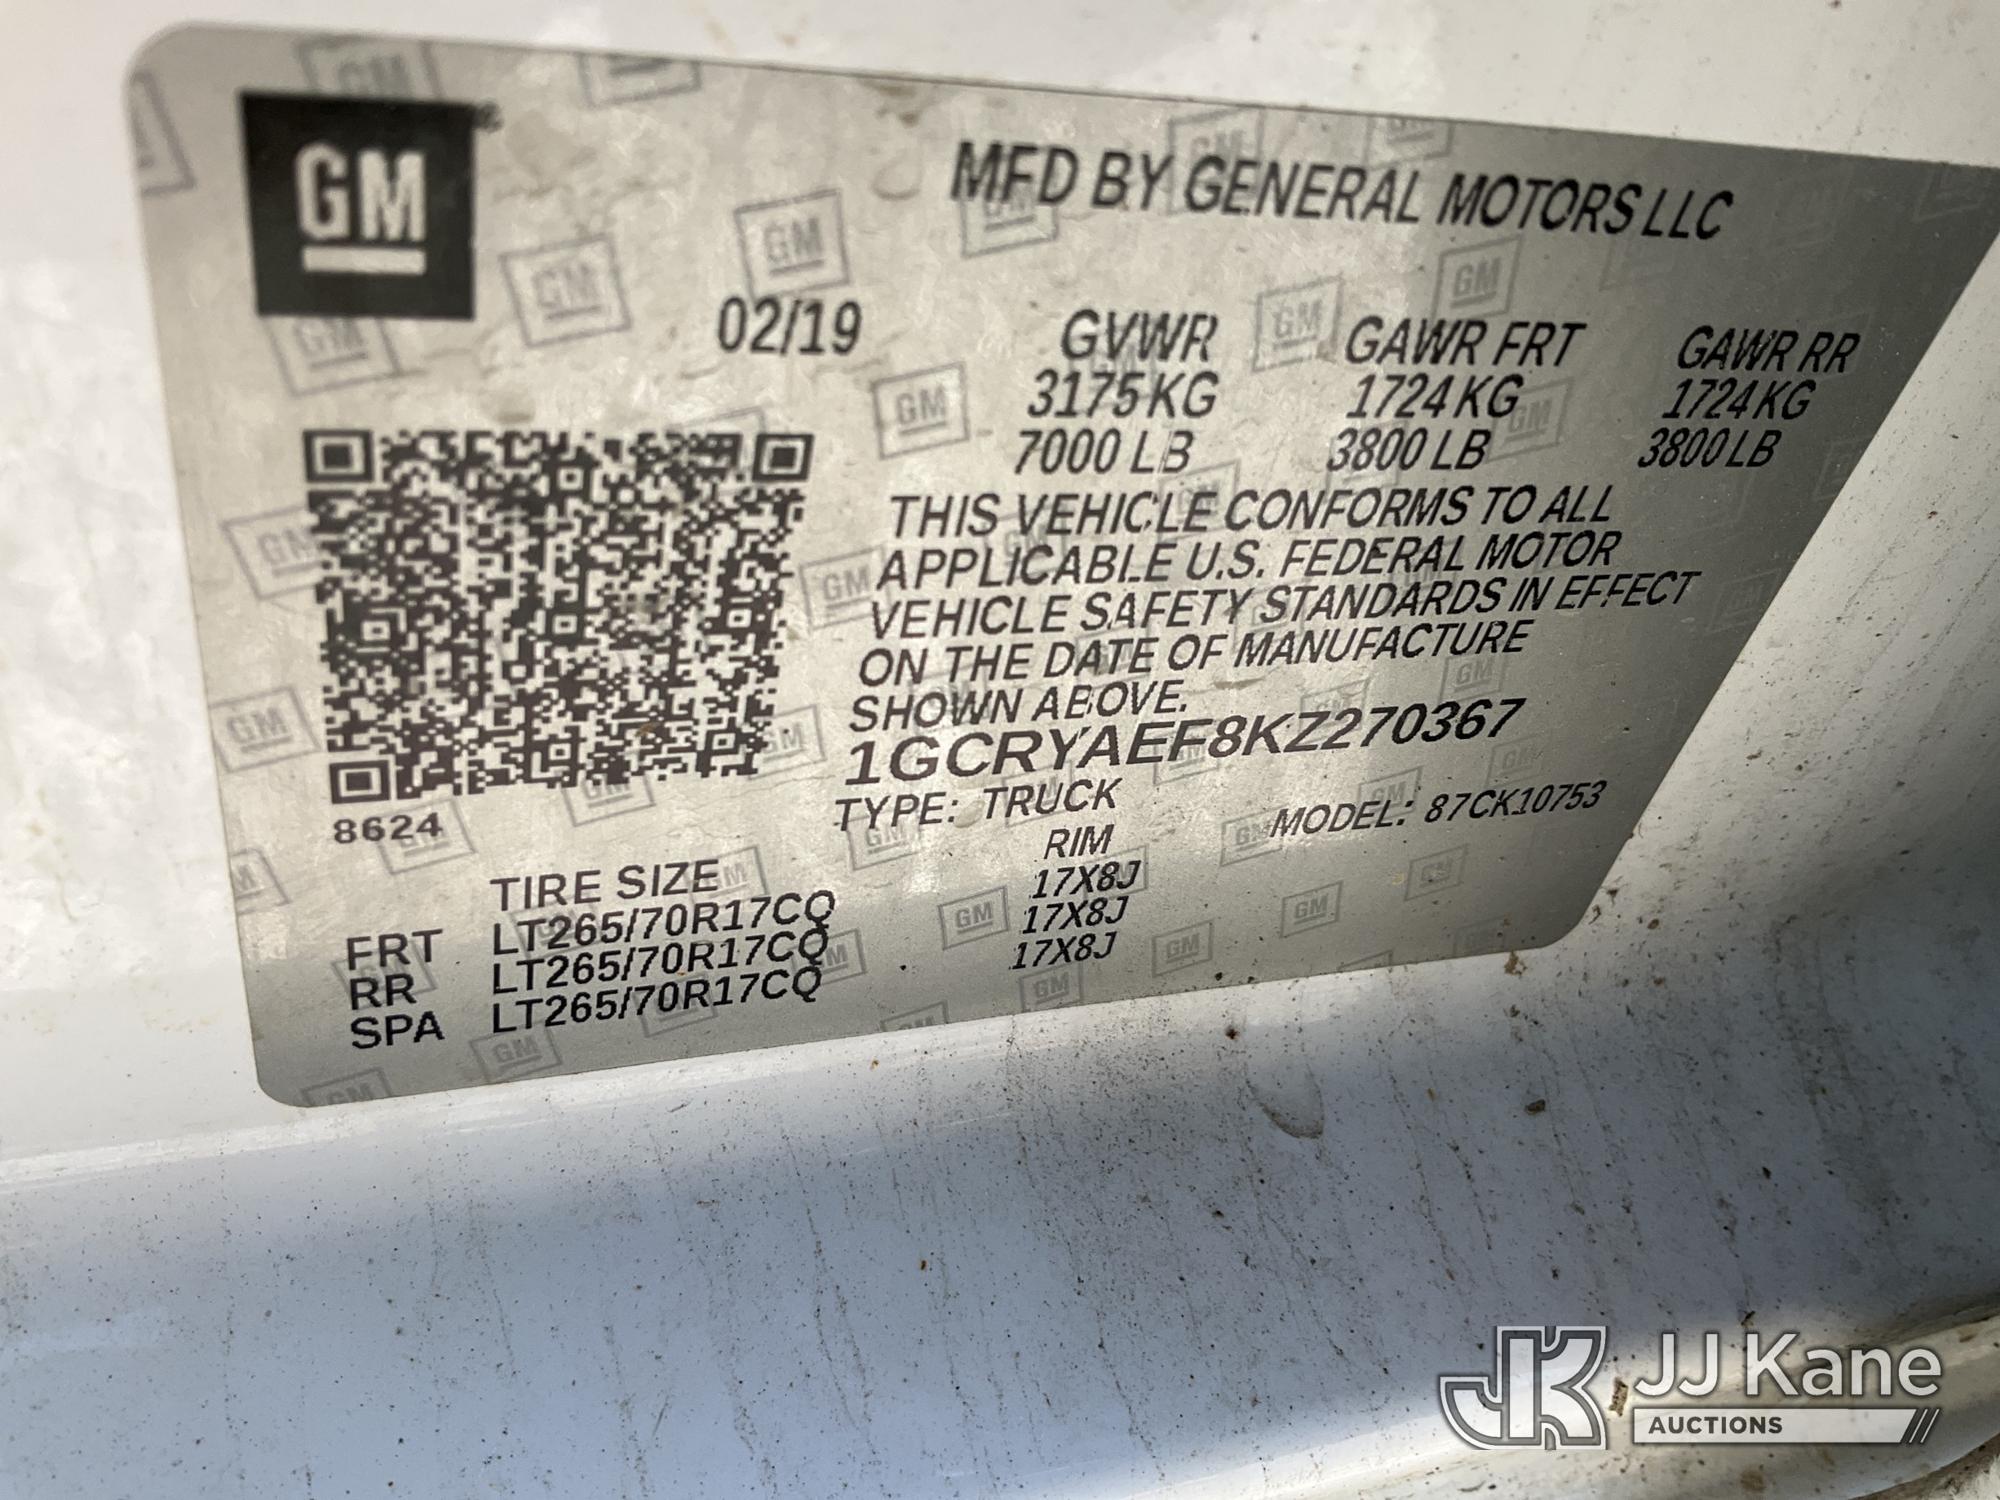 GM
MFD BY GENERAL MOTORS LLC
02/19
GVWR GAWR FRT GAWR RR
3175 KG 1724 KG 1724 KG
7000 LB 3800 LB 3800 LB
THIS VEHICLE CONFORMS TO ALL
APPLICABLE U.S. FEDERAL MOTOR
VEHICLE SAFETY STANDARDS IN EFFECT
ON THE DATE OF MANUFACTURE
SHOWN ABOVE.
1GCRYAEF8KZ270367
TYPE: TRUCK MODEL: 87CK10753
8624
TIRE SIZE RIM
FRT LT265/70R17CQ 17X8J
RR LT265/70R17CQ 17X8J
SPA LT265/70R17CQ 17X8J
JK JJ Kane
AUCTIONS